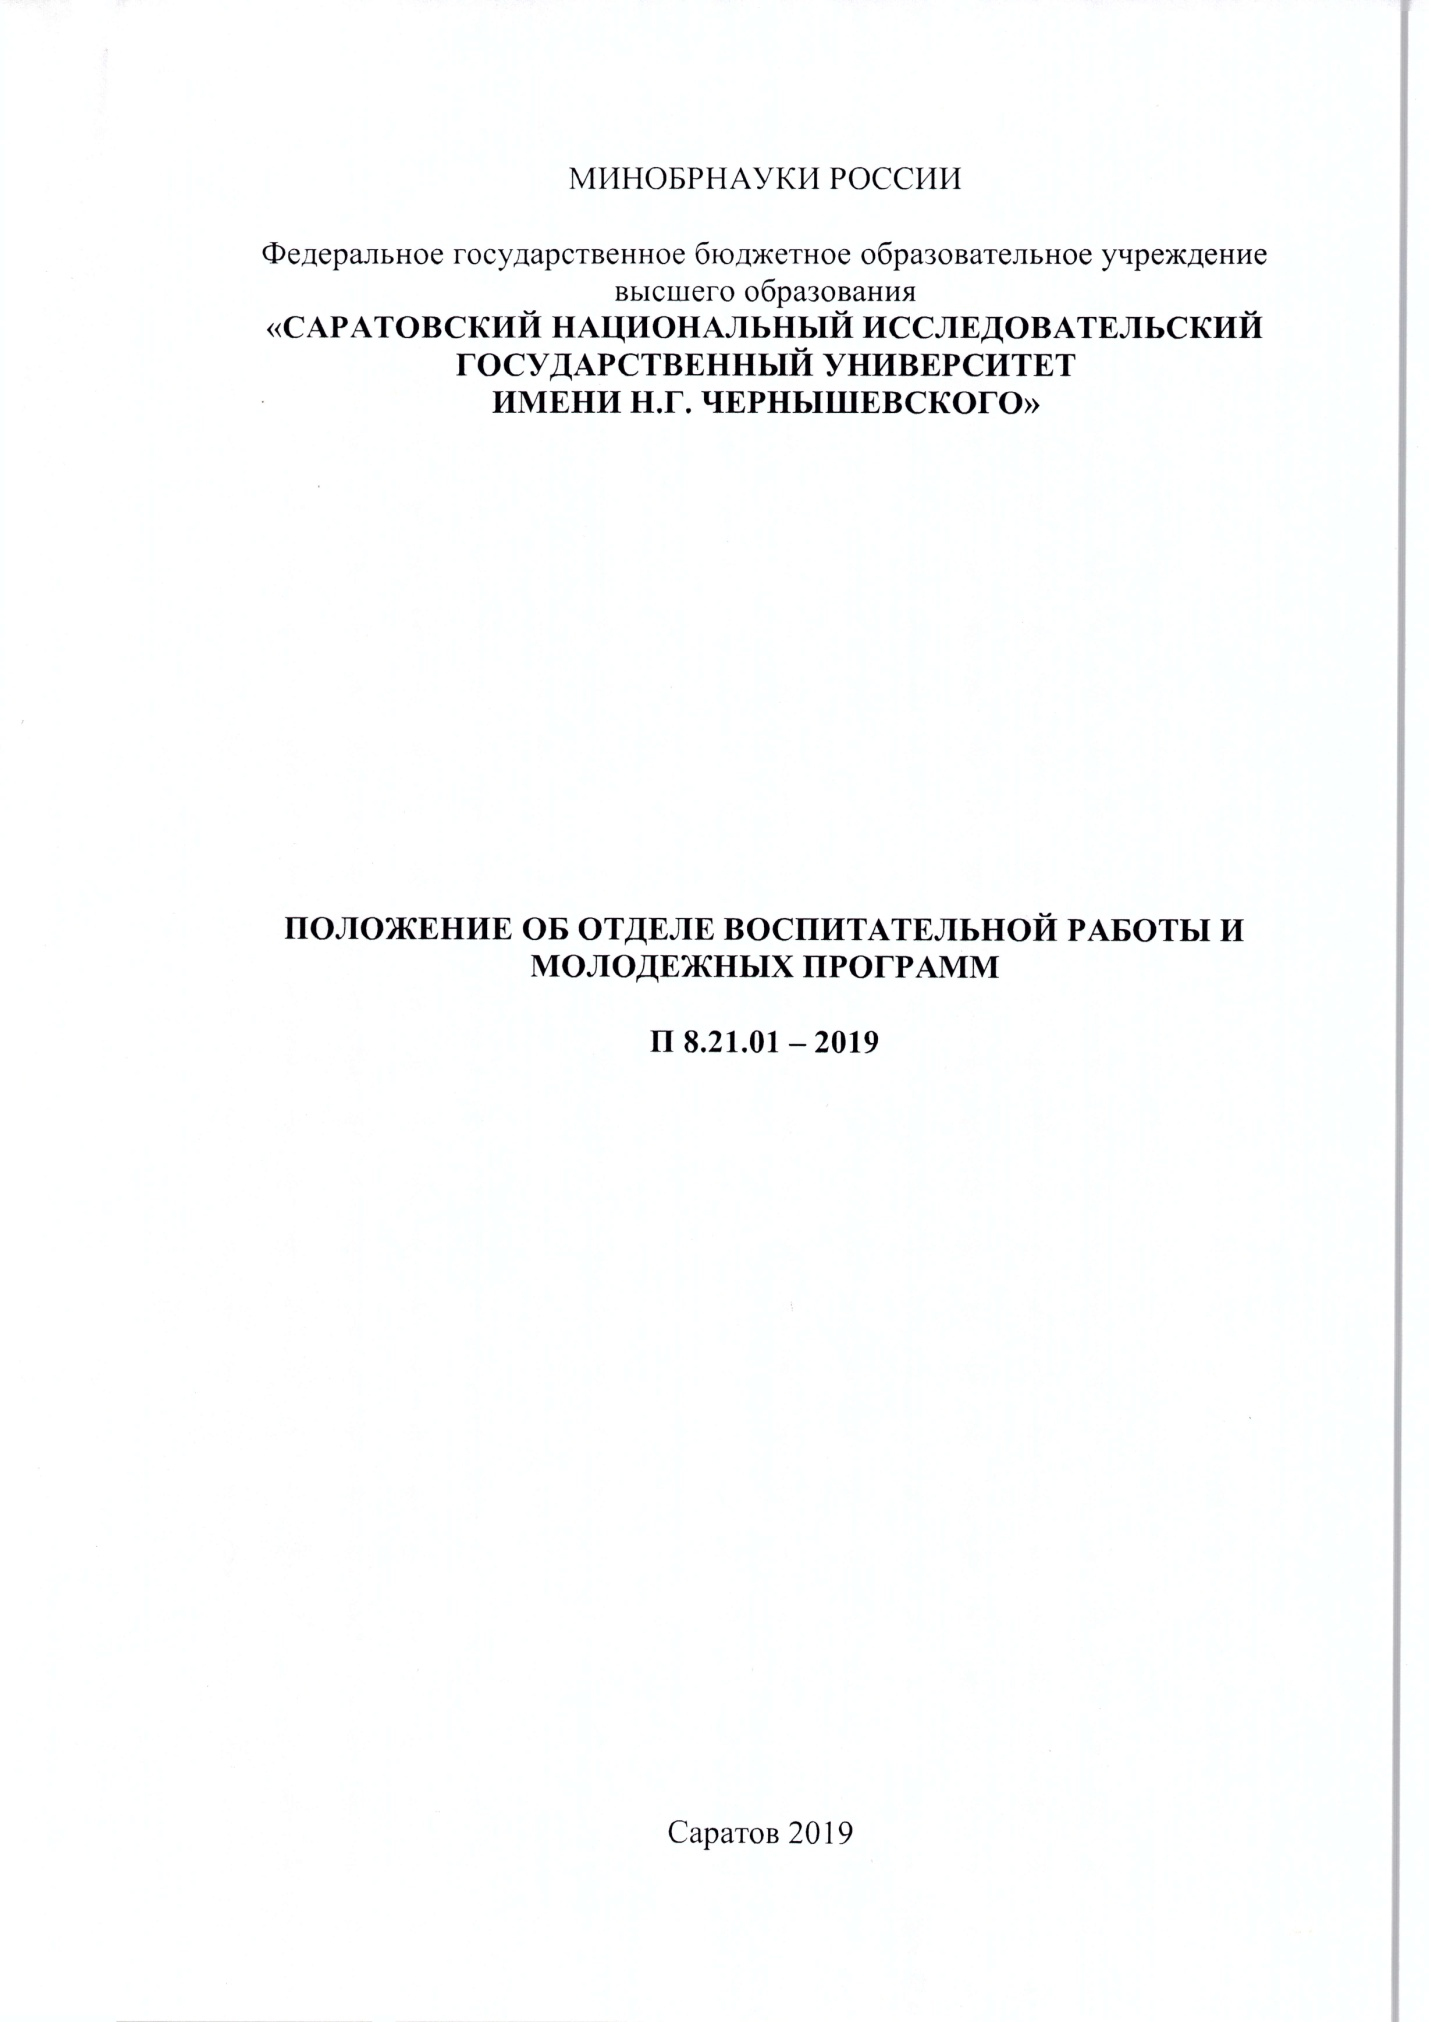 МИНОБРНАУКИ РОССИИ
Федеральное государственное бюджетное образовательное учреждение
высшего образования
«САРАТОВСКИЙ НАЦИОНАЛЬНЫЙ ИССЛЕДОВАТЕЛЬСКИЙ
ГОСУДАРСТВЕННЫЙ УНИВЕРСИТЕТ
ИМЕНИ Н.Г. ЧЕРНЫШЕВСКОГО»
ПОЛОЖЕНИЕ ОБ ОТДЕЛЕ ВОСПИТАТЕЛЬНОЙ РАБОТЫ И
МОЛОДЕЖНЫХ ПРОГРАММ
П 8.21.01 – 2019
Саратов 2019